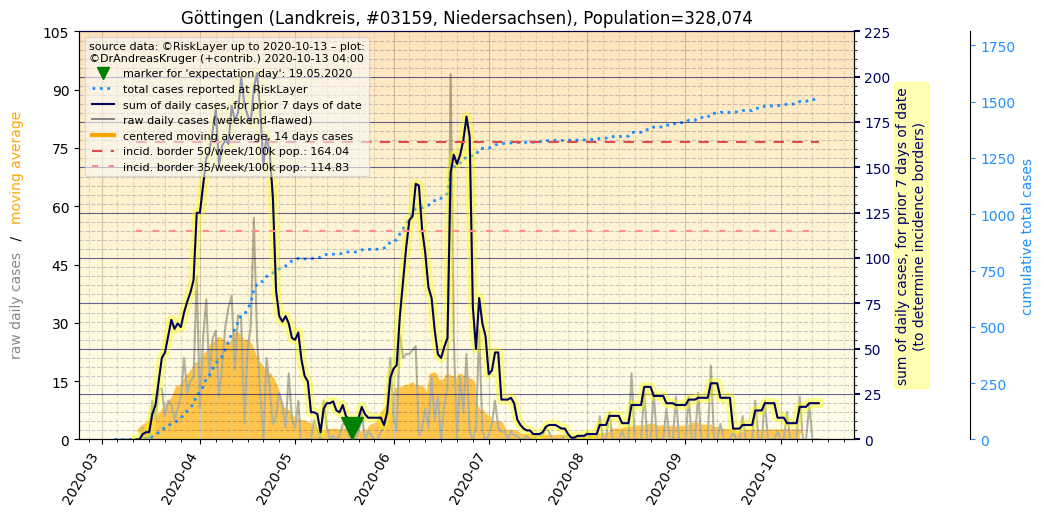 Göttingen (Landkreis, #03159, Niedersachsen), Population=328,074
source data: ©RiskLayer up to 2020-10-13 – plot:
©DrAndreasKruger (+contrib.) 2020-10-13 04:00
marker for 'expectation day': 19.05.2020
total cases reported at RiskLayer
sum of daily cases, for prior 7 days of date
raw daily cases (weekend-flawed)
centered moving average, 14 days cases
incid. border 50/week/100k pop.: 164.04
incid. border 35/week/100k pop.: 114.83
raw daily cases / moving average
105
90
75
60
45
30
15
0
2020-03
2020-04
2020-05
2020-06
2020-07
2020-08
2020-09
2020-10
225
200
175
150
125
100
75
50
25
0
sum of daily cases, for prior 7 days of date
(to determine incidence borders)
1750
1500
1250
1000
750
500
250
0
cumulative total cases